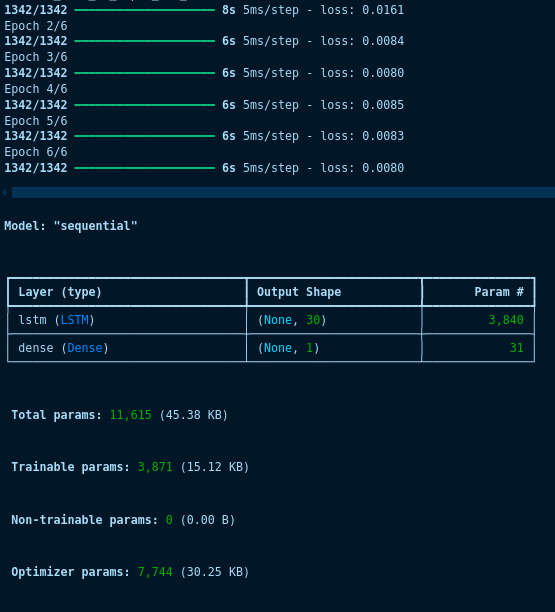 1342/1342 ━━━━━━━━━━━━━━━━━━━━ 8s 5ms/step - loss: 0.0161
Epoch 2/6
1342/1342 ━━━━━━━━━━━━━━━━━━━━ 6s 5ms/step - loss: 0.0084
Epoch 3/6
1342/1342 ━━━━━━━━━━━━━━━━━━━━ 6s 5ms/step - loss: 0.0080
Epoch 4/6
1342/1342 ━━━━━━━━━━━━━━━━━━━━ 6s 5ms/step - loss: 0.0085
Epoch 5/6
1342/1342 ━━━━━━━━━━━━━━━━━━━━ 6s 5ms/step - loss: 0.0083
Epoch 6/6
1342/1342 ━━━━━━━━━━━━━━━━━━━━ 6s 5ms/step - loss: 0.0080
Model: "sequential"
Layer (type) Output Shape Param #
lstm (LSTM) (None, 30) 3,840
dense (Dense) (None, 1) 31
Total params: 11,615 (45.38 KB)
Trainable params: 3,871 (15.12 KB)
Non-trainable params: 0 (0.00 B)
Optimizer params: 7,744 (30.25 KB)